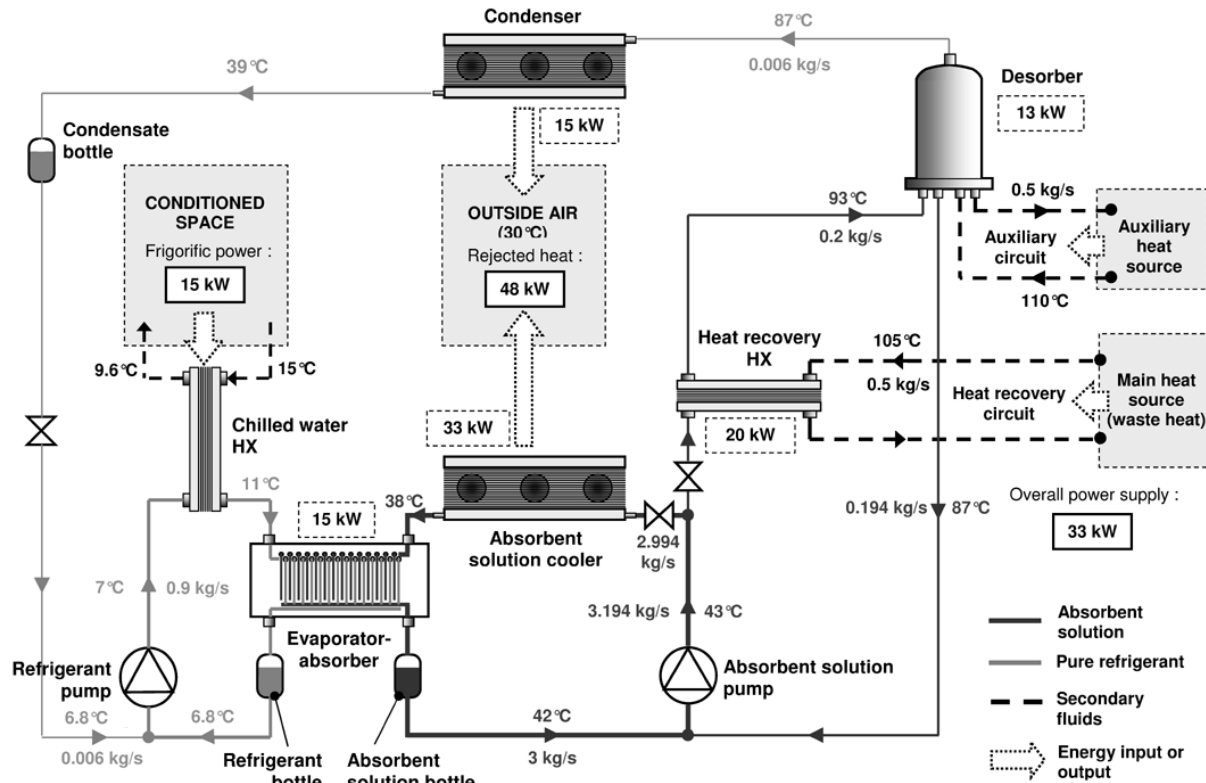 Condenser
87°C
0.006 kg/s
39°C
Desorber
13 kW
15 kW
Condensate
bottle
CONDITIONED
SPACE
Frigorific power :
15 kW
OUTSIDE AIR
(30°C)
Rejected heat :
48 kW
93°C
0.2 kg/s
0.5 kg/s
Auxiliary
circuit
Auxiliary
heat
source
110°C
9.6°C
15°C
Chilled water
HX
Heat recovery
HX
105°C
0.5 kg/s
Heat recovery
circuit
Main heat
source
(waste heat)
33 kW
20 kW
11°C
15 kW
38°C
Absorbent
solution cooler
2.994
kg/s
0.194 kg/s
87°C
Overall power supply :
33 kW
7°C
0.9 kg/s
3.194 kg/s
43°C
Evaporator-
absorber
Refrigerant
pump
Absorbent solution
pump
6.8°C
6.8°C
0.006 kg/s
42°C
3 kg/s
Refrigerant
bottle
Absorbent
solution bottle
Absorbent
solution
Pure refrigerant
Secondary
fluids
Energy input or
output